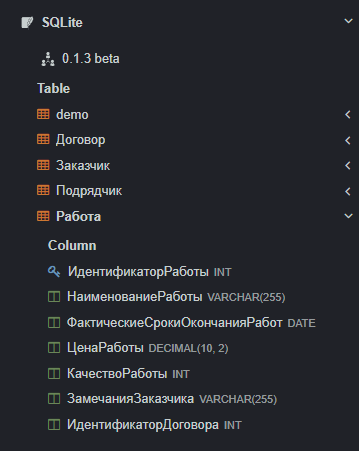 SQLite
0.1.3 beta
Table
demo
Договор
Заказчик
Подрядчик
Работа
Column
ИдентификаторРаботы INT
НаименованиеРаботы VARCHAR(255)
ФактическиеСрокиОкончанияРабот DATE
ЦенаРаботы DECIMAL(10, 2)
КачествоРаботы INT
ЗамечанияЗаказчика VARCHAR(255)
ИдентификаторДоговора INT